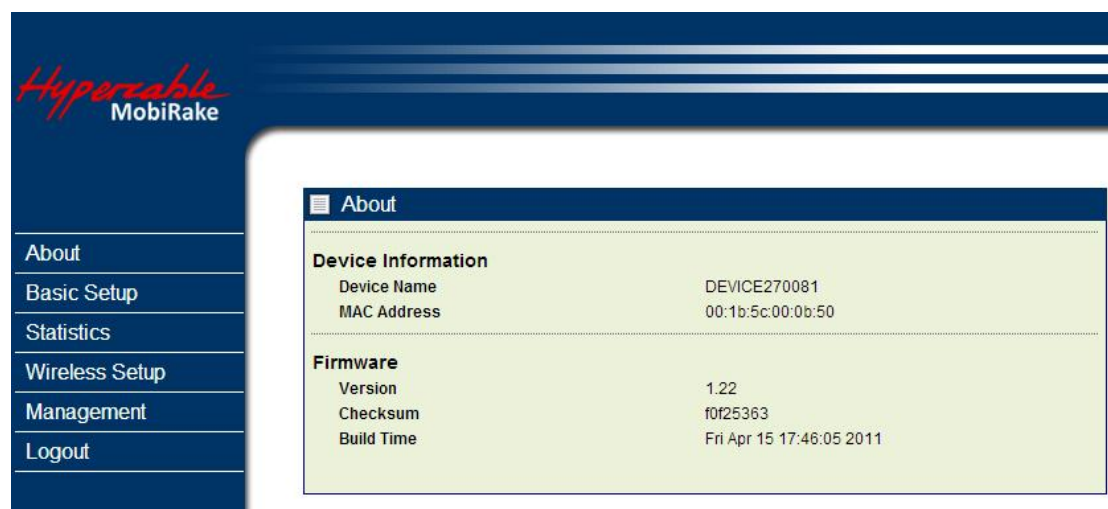 Hypercable
MobiRake
About
Basic Setup
Statistics
Wireless Setup
Management
Logout
About
Device Information
Device Name DEVICE270081
MAC Address 00:1b:5c:00:0b:50
Firmware
Version 1.22
Checksum f0f25363
Build Time Fri Apr 15 17:46:05 2011